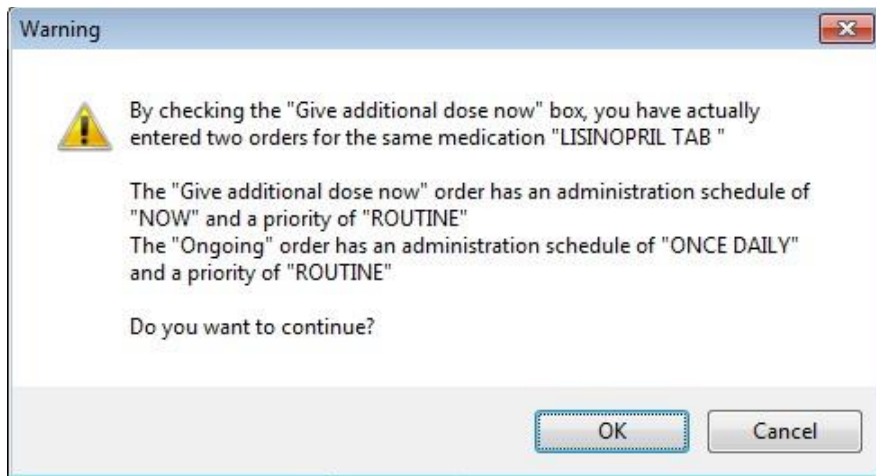 Warning
By checking the "Give additional dose now" box, you have actually
entered two orders for the same medication "LISINOPRIL TAB "
The "Give additional dose now" order has an administration schedule of
"NOW" and a priority of "ROUTINE"
The "Ongoing" order has an administration schedule of "ONCE DAILY"
and a priority of "ROUTINE"
Do you want to continue?
OK
Cancel